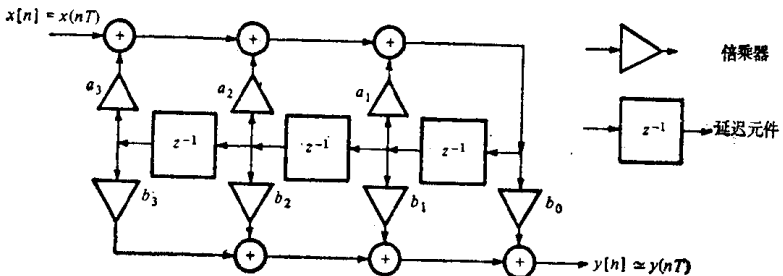 x[n] = x(nT)
+
+
+
倍乘器
a₃
a₂
a₁
z⁻¹
z⁻¹
z⁻¹
z⁻¹
延迟元件
b₃
b₂
b₁
b₀
+
+
+
y[n] ≃ y(nT)